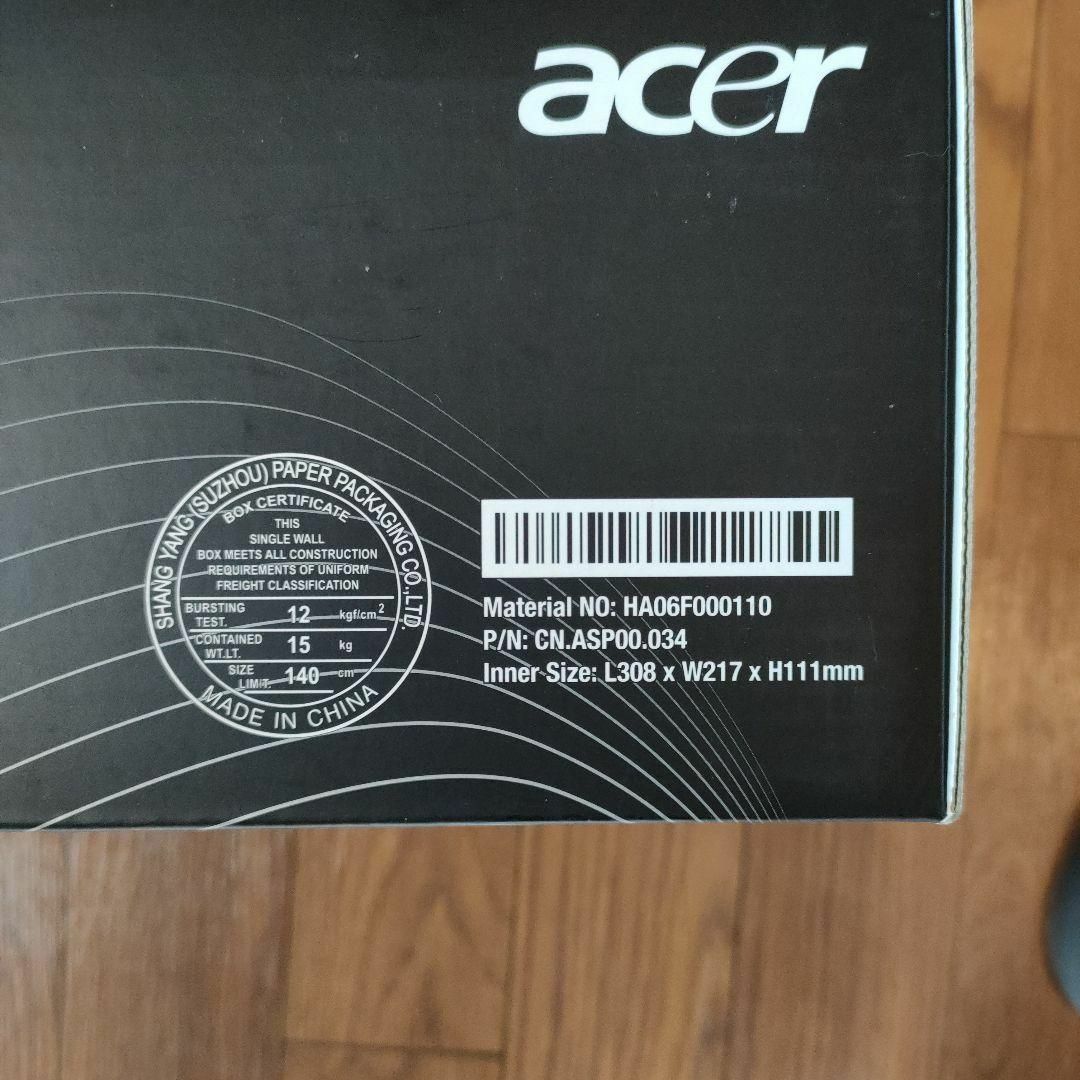 acer
SHANG YANG (SUZHOU) PAPER PACKAGING CO.,LTD.
BOX CERTIFICATE
THIS
SINGLE WALL
BOX MEETS ALL CONSTRUCTION
REQUIREMENTS OF UNIFORM
FREIGHT CLASSIFICATION
BURSTING
TEST. 12 kgf/cm²
CONTAINED
WT.LT. 15 kg
SIZE
LIMIT. 140 cm
MADE IN CHINA
Material NO: HA06F000110
P/N: CN.ASP00.034
Inner Size: L308 x W217 x H111mm